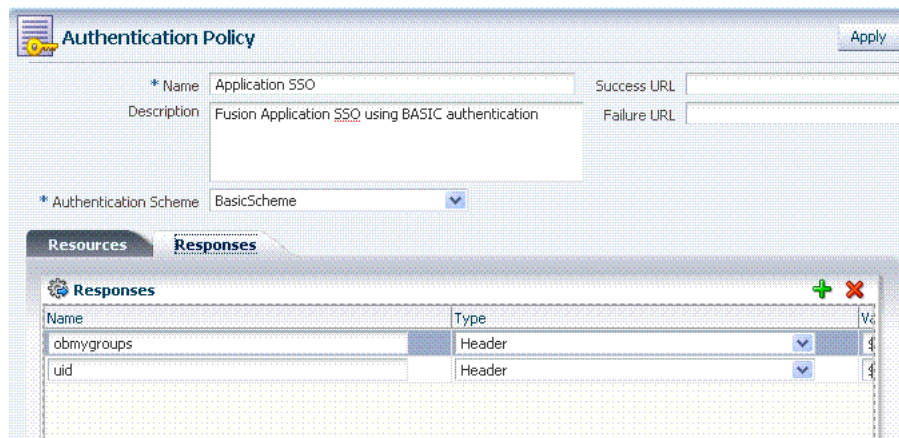 Authentication Policy
Apply
* Name Application SSO
Success URL
Description Fusion Application SSO using BASIC authentication
Failure URL
* Authentication Scheme BasicScheme
Resources Responses
Responses
Name Type
obmygroups Header $
uid Header $